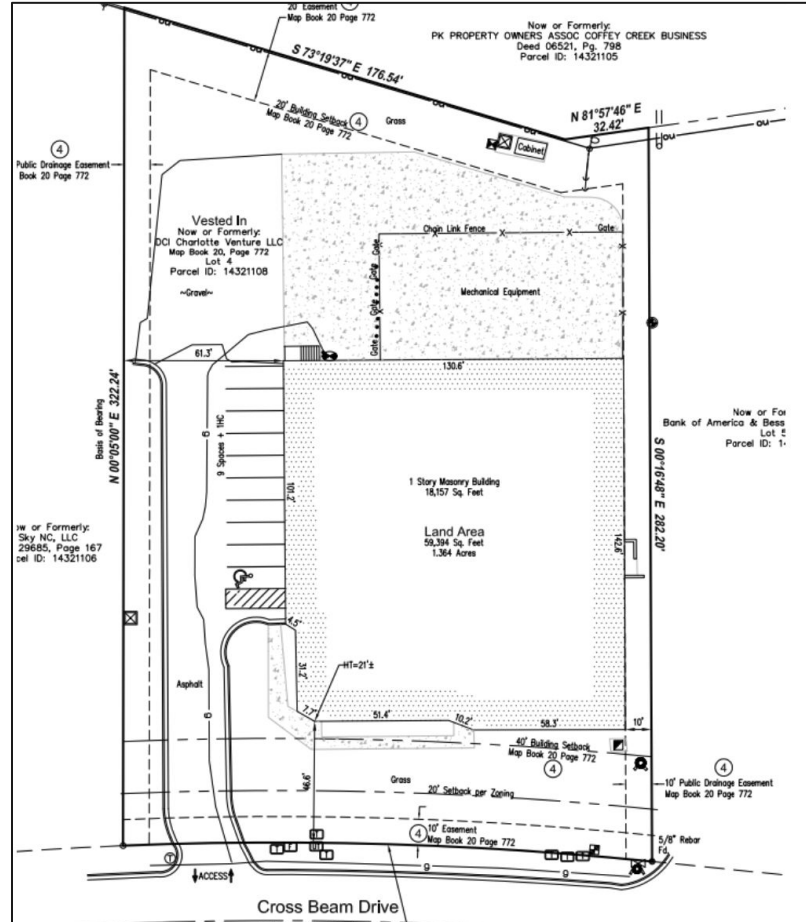 20' Easement
Map Book 20 Page 772
Now or Formerly:
PK PROPERTY OWNERS ASSOC COFFEY CREEK BUSINESS
Deed 06521, Pg. 798
Parcel ID: 14321105
S 73°19'37" E 176.54'
N 81°57'46" E
32.42'
20' Building Setback
Map Book 20 Page 772
4
Grass
Cabinet
4
Public Drainage Easement
Book 20 Page 772
Vested In
Now or Formerly:
DCI Charlotte Venture LLC
Map Book 20, Page 772
Lot 4
Parcel ID: 14321108
~Gravel~
Chain Link Fence
Gate
Gate
Gate
Gate
Gate
Mechanical Equipment
61.3'
130.6'
Basis of Bearing
N 00°05'00" E 322.24'
9 Spaces + 1HC
101.2'
1 Story Masonry Building
18,157 Sq. Feet
Land Area
59,394 Sq. Feet
1.364 Acres
142.6'
S 00°16'48" E 282.20'
Now or
Bank of America & Bess
Lot
Parcel ID: 1
ow or Formerly:
Sky NC, LLC
29685, Page 167
cel ID: 14321106
4.5'
31.2'
HT=21'±
7.7'
51.4'
10.2'
58.3'
10'
Asphalt
G
G
40' Building Setback
Map Book 20 Page 772
4
46.6'
Grass
20' Setback per Zoning
4
10' Public Drainage Easement
Map Book 20 Page 772
4
10' Easement
Map Book 20 Page 772
5/8" Rebar
Fd.
T
T
T
T
T
T
T
G
G
G
ACCESS
Cross Beam Drive